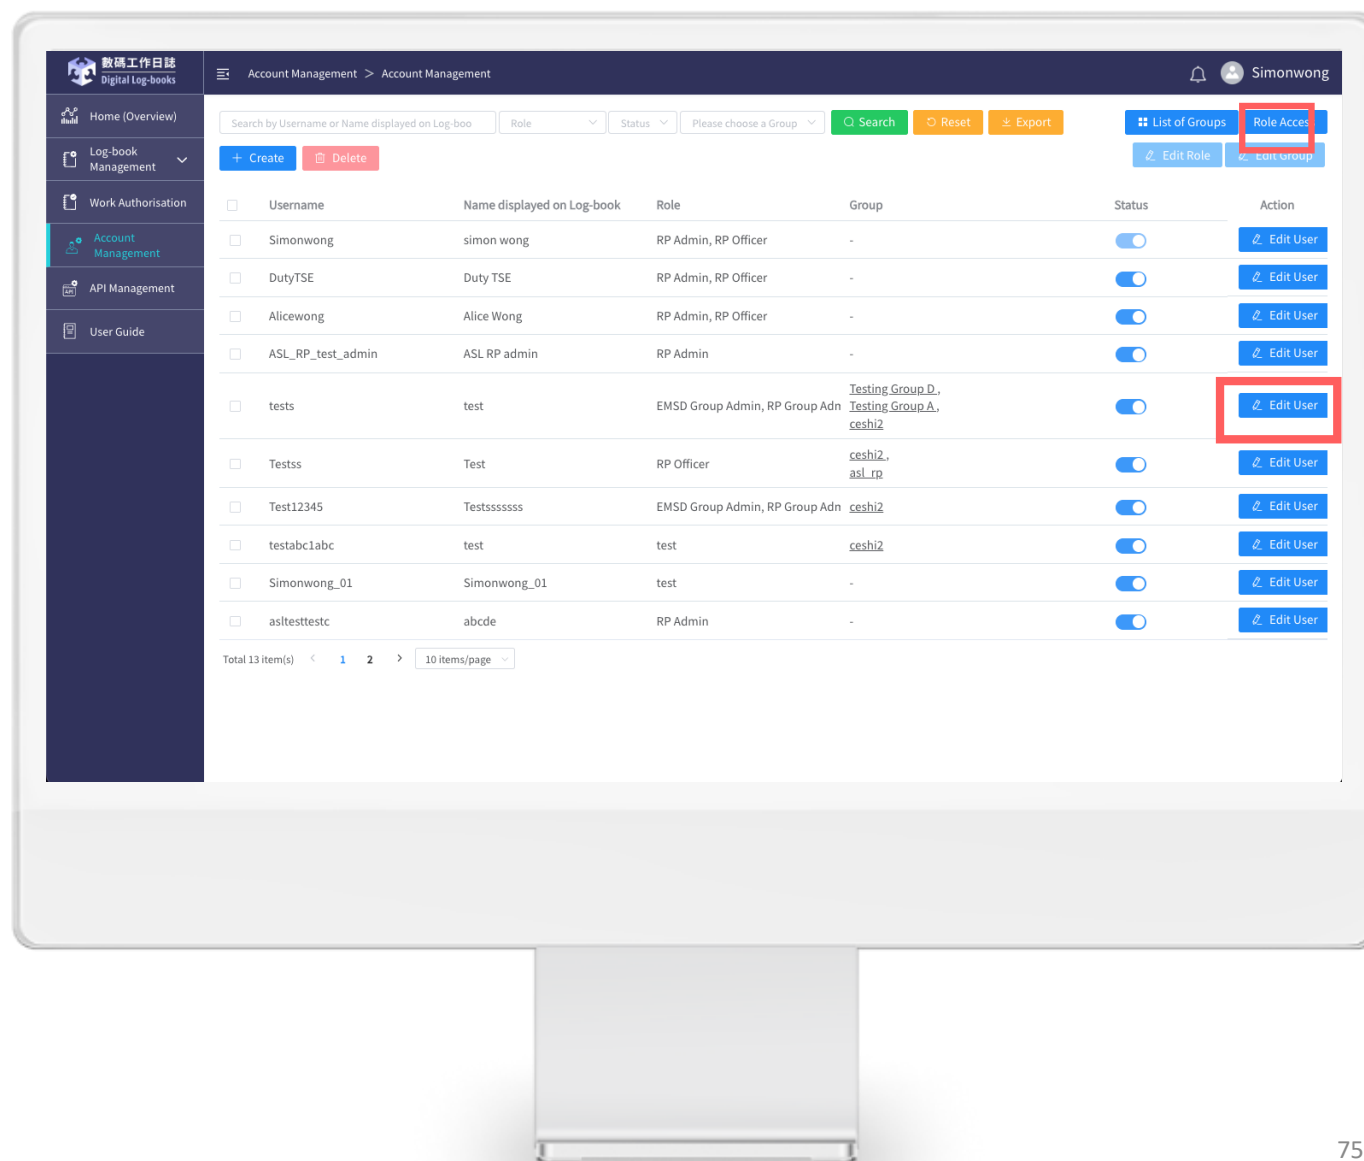 數碼工作日誌
Digital Log-books
Account Management > Account Management
Simonwong
Home (Overview)
Log-book
Management
Work Authorisation
Account
Management
API Management
User Guide
Search by Username or Name displayed on Log-boo
Role
Status
Please choose a Group
Search
Reset
Export
List of Groups
Role Acces
+ Create
Delete
Edit Role
Edit Group
Username Name displayed on Log-book Role Group Status Action
Simonwong simon wong RP Admin, RP Officer - Edit User
DutyTSE Duty TSE RP Admin, RP Officer - Edit User
Alicewong Alice Wong RP Admin, RP Officer - Edit User
ASL_RP_test_admin ASL RP admin RP Admin - Edit User
tests test EMSD Group Admin, RP Group Adn Testing Group D , Edit User
Testing Group A ,
ceshi2
Testss Test RP Officer ceshi2 , Edit User
asl_rp
Test12345 Testsssssss EMSD Group Admin, RP Group Adn ceshi2 Edit User
testabc1abc test test ceshi2 Edit User
Simonwong_01 Simonwong_01 test - Edit User
asltesttestc abcde RP Admin - Edit User
Total 13 item(s) < 1 2 > 10 items/page
75